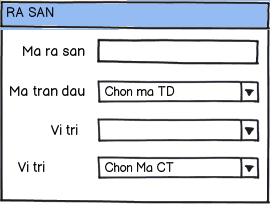 RA SAN
Ma ra san
Ma tran dau Chon ma TD
Vi tri
Vi tri Chon Ma CT